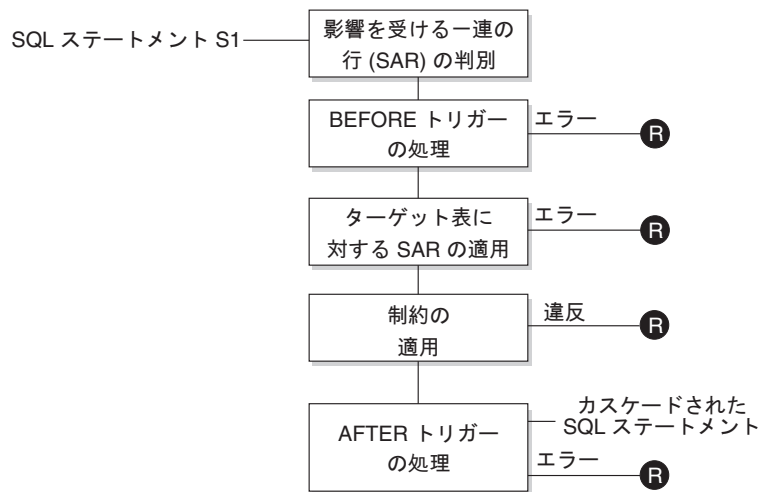 SQL ステートメント S1
影響を受ける一連の
行 (SAR) の判別
BEFORE トリガー
の処理
エラー
R
ターゲット表に
対する SAR の適用
エラー
R
制約の
適用
違反
R
AFTER トリガー
の処理
カスケードされた
SQL ステートメント
エラー
R